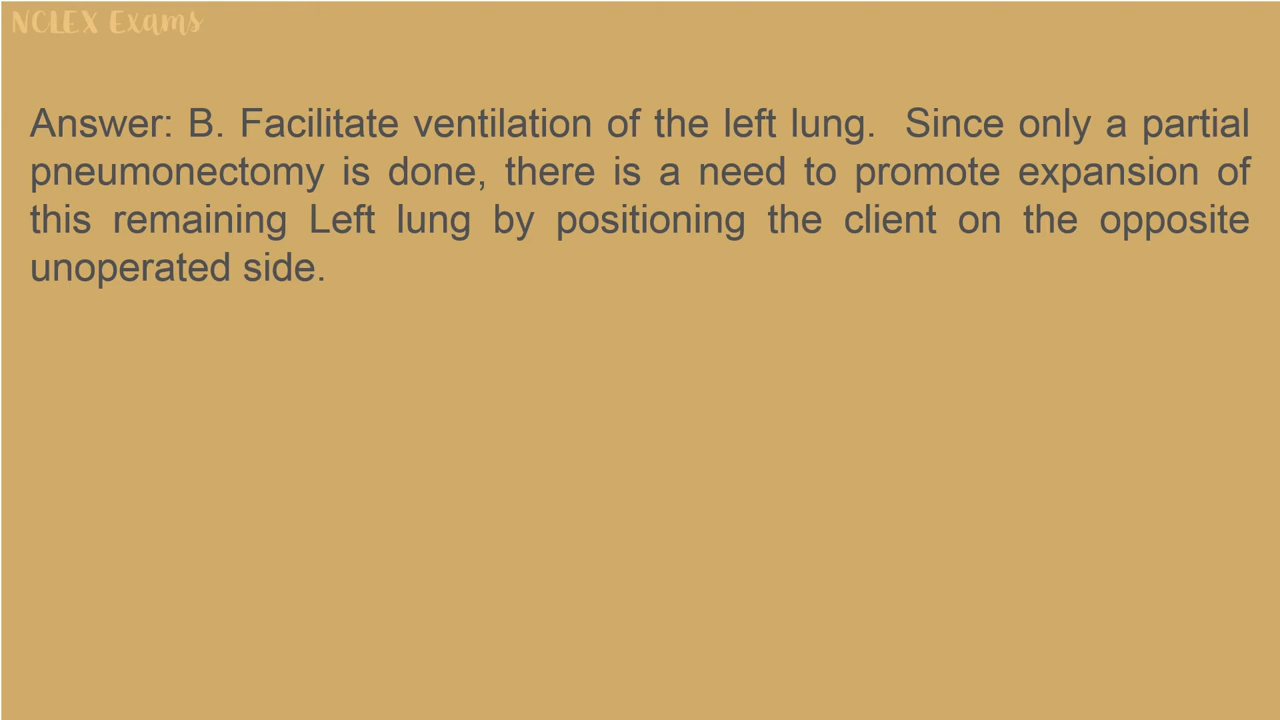 NCLEX Exams
Answer: B. Facilitate ventilation of the left lung. Since only a partial
pneumonectomy is done, there is a need to promote expansion of
this remaining Left lung by positioning the client on the opposite
unoperated side.